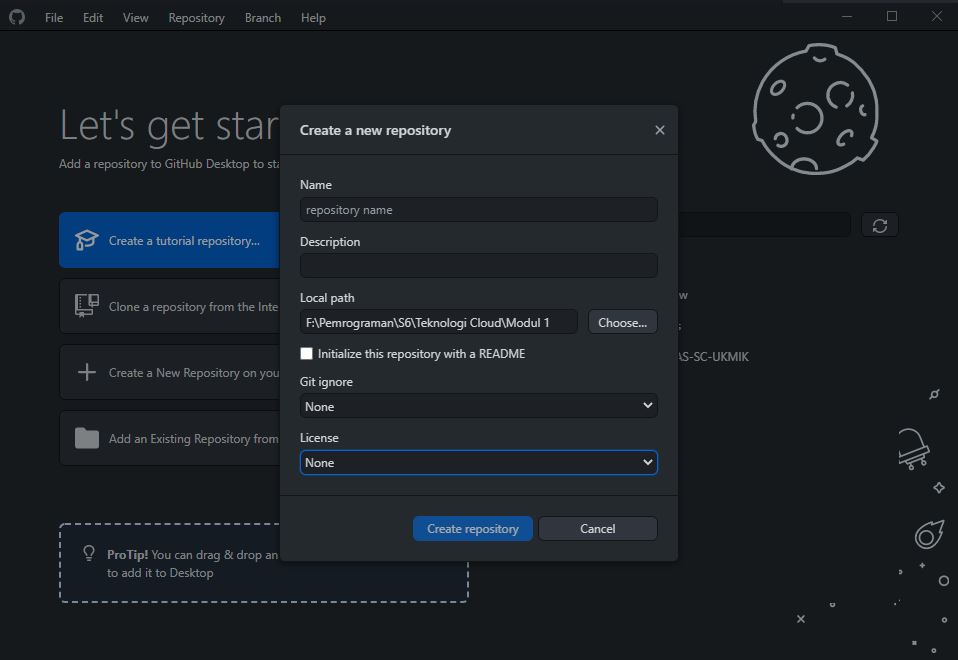 File Edit View Repository Branch Help
Let's get star
Add a repository to GitHub Desktop to sta
Create a tutorial repository...
Clone a repository from the Inte
Create a New Repository on you
Add an Existing Repository from
ProTip! You can drag & drop an
to add it to Desktop
Create a new repository
Name
repository name
Description
Local path
F:\Pemrograman\S6\Teknologi Cloud\Modul 1
Choose...
Initialize this repository with a README
Git ignore
None
License
None
Create repository
Cancel
w
AS-SC-UKMIK